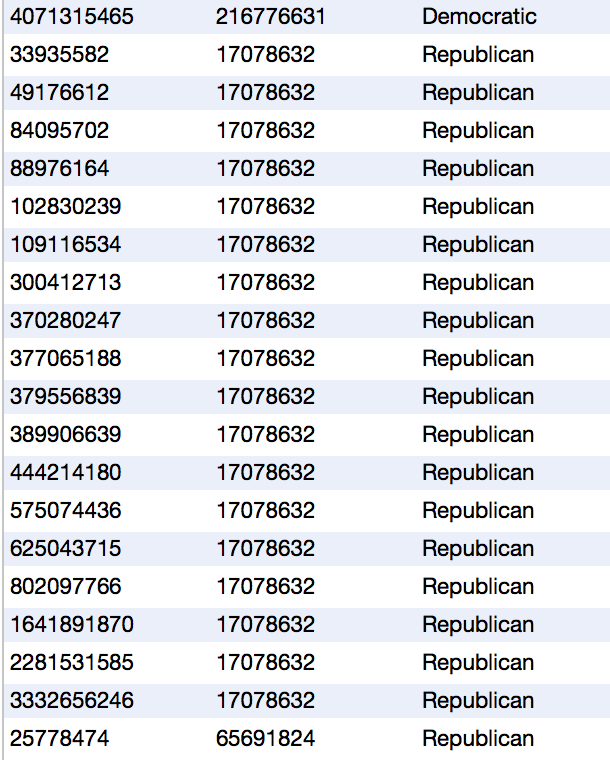 4071315465 216776631 Democratic
33935582 17078632 Republican
49176612 17078632 Republican
84095702 17078632 Republican
88976164 17078632 Republican
102830239 17078632 Republican
109116534 17078632 Republican
300412713 17078632 Republican
370280247 17078632 Republican
377065188 17078632 Republican
379556839 17078632 Republican
389906639 17078632 Republican
444214180 17078632 Republican
575074436 17078632 Republican
625043715 17078632 Republican
802097766 17078632 Republican
1641891870 17078632 Republican
2281531585 17078632 Republican
3332656246 17078632 Republican
25778474 65691824 Republican